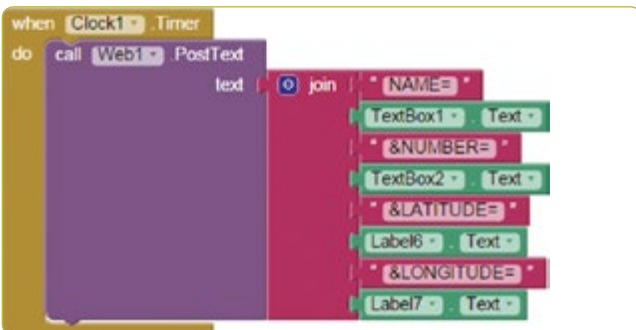 when Clock1 .Timer
do call Web1 .PostText
text join " NAME= "
TextBox1 . Text
" &NUMBER= "
TextBox2 . Text
" &LATITUDE= "
Label6 . Text
" &LONGITUDE= "
Label7 . Text